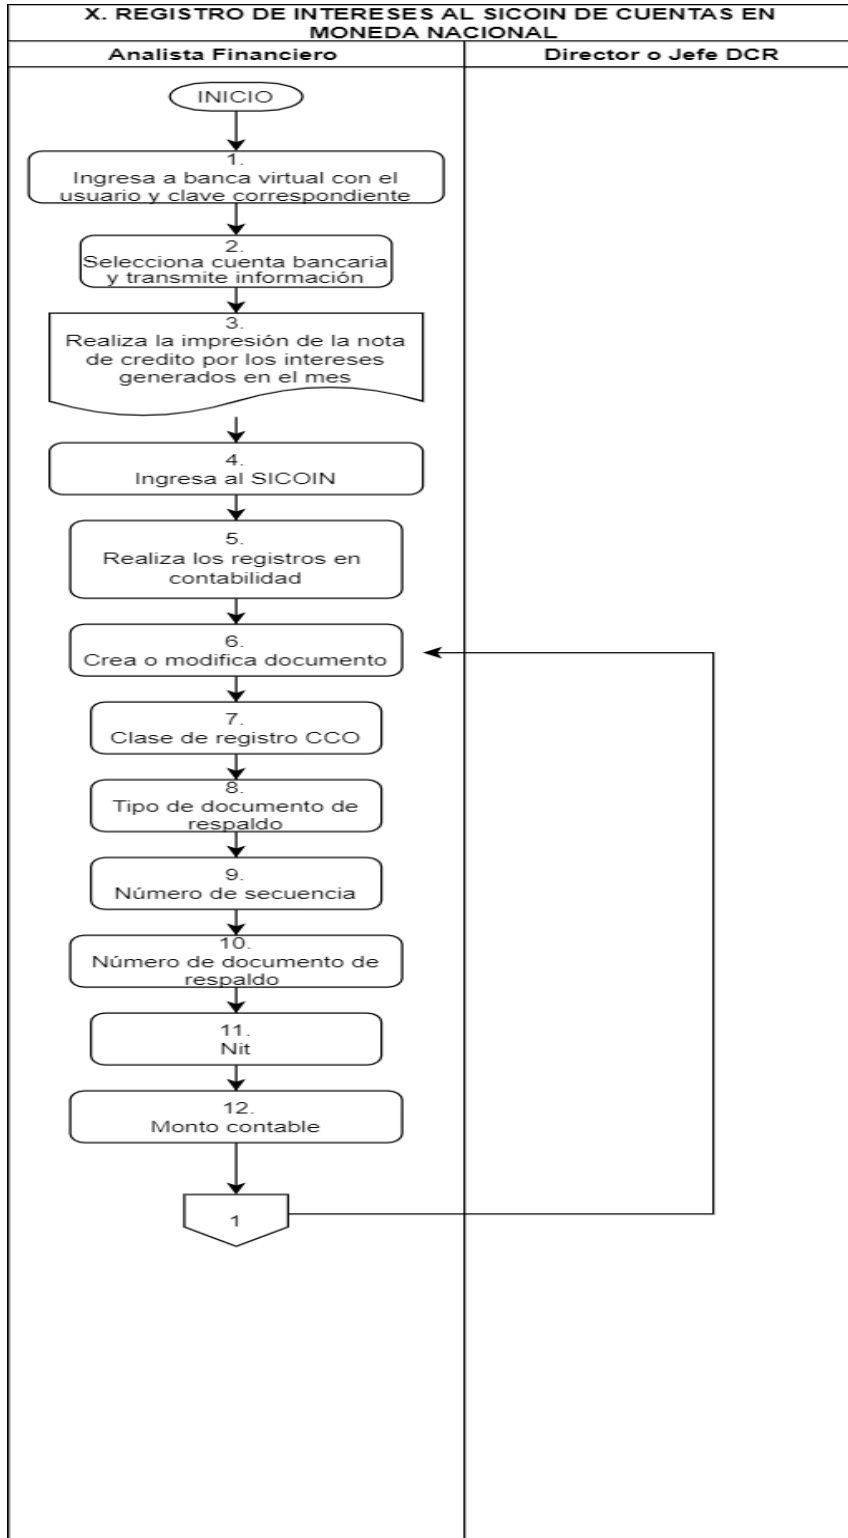 X. REGISTRO DE INTERESES AL SICOIN DE CUENTAS EN
MONEDA NACIONAL
Analista Financiero
Director o Jefe DCR
INICIO
1.
Ingresa a banca virtual con el
usuario y clave correspondiente
2.
Selecciona cuenta bancaria
y transmite información
3.
Realiza la impresión de la nota
de credito por los intereses
generados en el mes
4.
Ingresa al SICOIN
5.
Realiza los registros en
contabilidad
6.
Crea o modifica documento
7.
Clase de registro CCO
8.
Tipo de documento de
respaldo
9.
Número de secuencia
10.
Número de documento de
respaldo
11.
Nit
12.
Monto contable
1